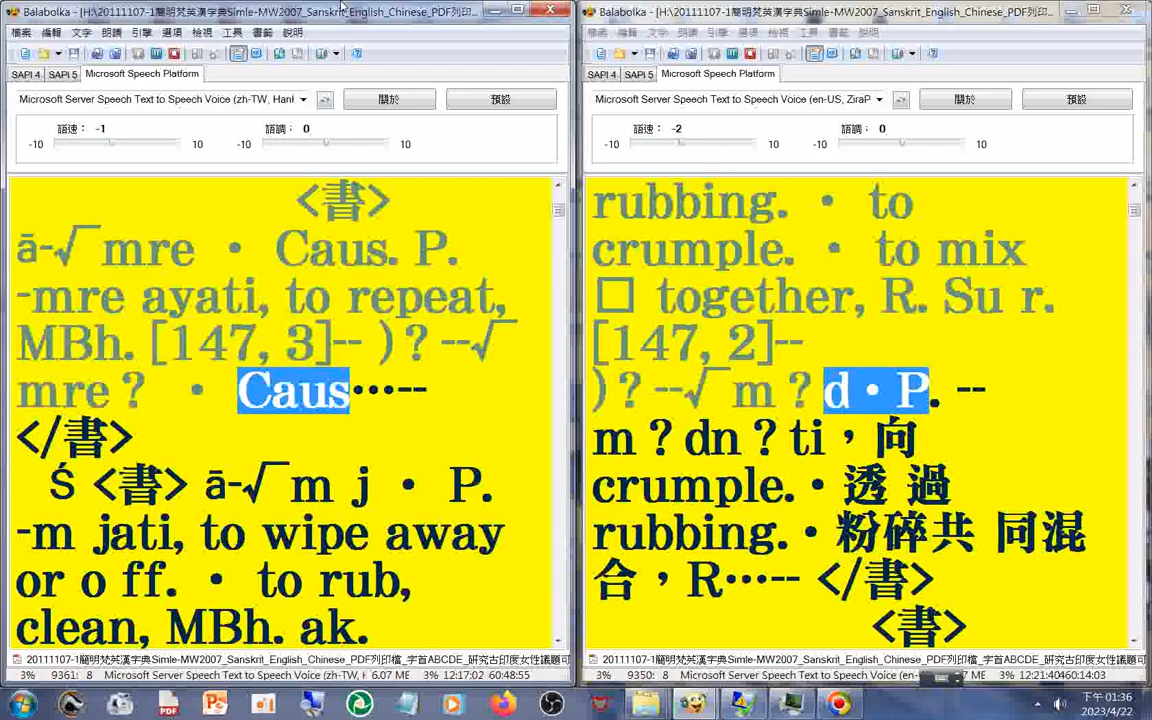 Balabolka - [H:\20111107-1簡明梵英漢字典Simle-MW2007_Sanskrit_English_Chinese_PDF列印...
檔案 編輯 文字 朗讀 引擎 選項 檢視 工具 書籤 說明
SAPI 4 SAPI 5 Microsoft Speech Platform
Microsoft Server Speech Text to Speech Voice (zh-TW, Han 關於 預設
語速： -1 語調： 0
-10 10 -10 10
<書>
ā-√mre • Caus. P.
-mre ayati, to repeat,
MBh. [147, 3]-- )? --√
mre? • Caus…--
</書>
Ś <書> ā-√m j • P.
-m jati, to wipe away
or o ff. • to rub,
clean, MBh. ak.
20111107-1簡明梵英漢字典Simle-MW2007_Sanskrit_English_Chinese_PDF列印檔_字首ABCDE_研究古印度女性議題可
3% 9361: 8 Microsoft Server Speech Text to Speech Voice (zh-TW, 6.07 MB 12:17:02 60:48:55
Balabolka - [H:\20111107-1簡明梵英漢字典Simle-MW2007_Sanskrit_English_Chinese_PDF列印...
檔案 編輯 文字 朗讀 引擎 選項 檢視 工具 書籤 說明
SAPI 4 SAPI 5 Microsoft Speech Platform
Microsoft Server Speech Text to Speech Voice (en-US, ZiraP 關於 預設
語速： -2 語調： 0
-10 10 -10 10
rubbing. • to
crumple. • to mix
□ together, R. Su r.
[147, 2]--
)? --√m?d•P. --
m?dn?ti，向
crumple.•透 過
rubbing.•粉碎共 同混
合，R…-- </書>
<書>
20111107-1簡明梵英漢字典Simle-MW2007_Sanskrit_English_Chinese_PDF列印檔_字首ABCDE_研究古印度女性議題可
3% 9350: 8 Microsoft Server Speech Text to Speech Voice 3% 12:21:40 460:14:03
下午 01:36
2023/4/22